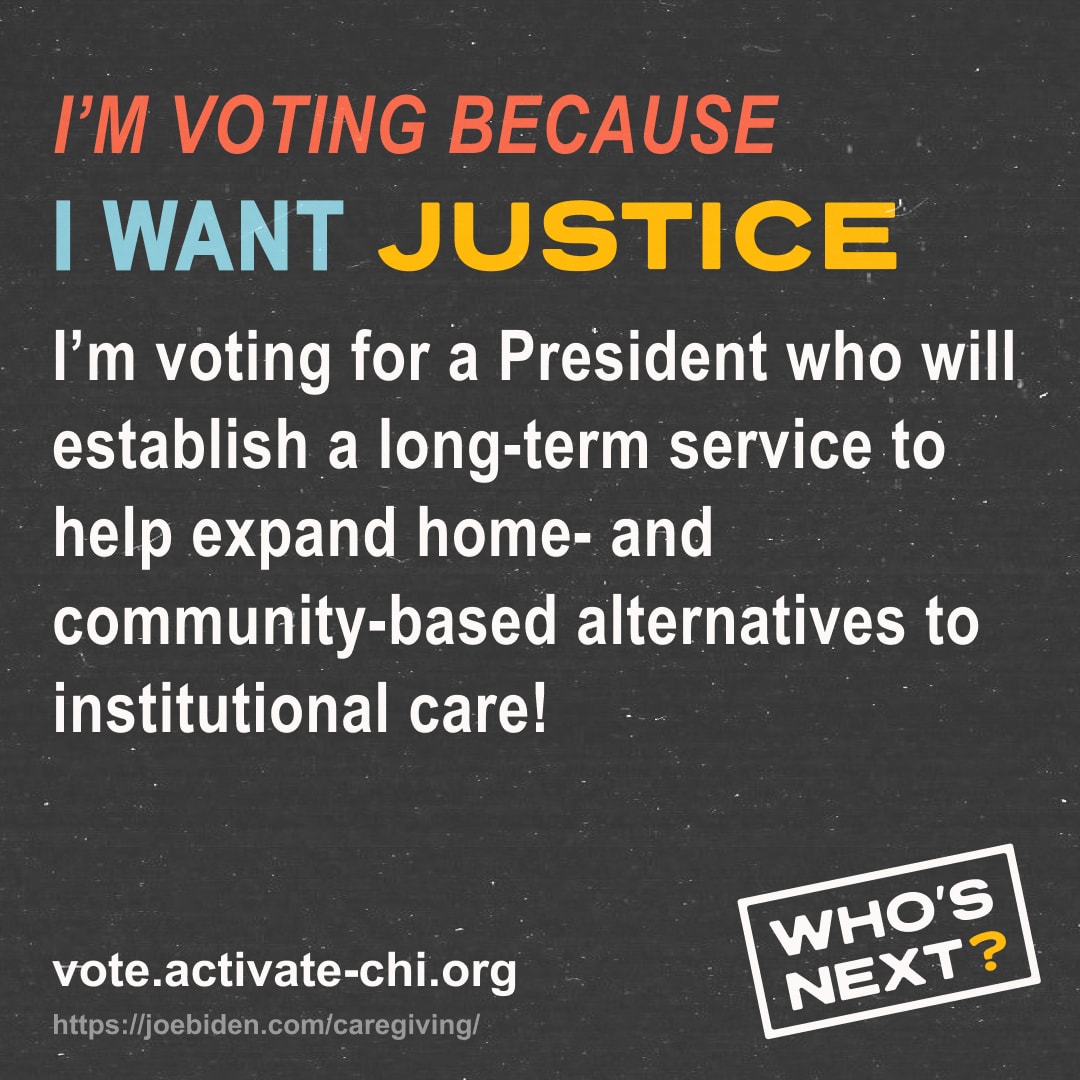 I’M VOTING BECAUSE
I WANT JUSTICE
I’m voting for a President who will
establish a long-term service to
help expand home- and
community-based alternatives to
institutional care!
WHO'S
NEXT?
vote.activate-chi.org
https://joebiden.com/caregiving/